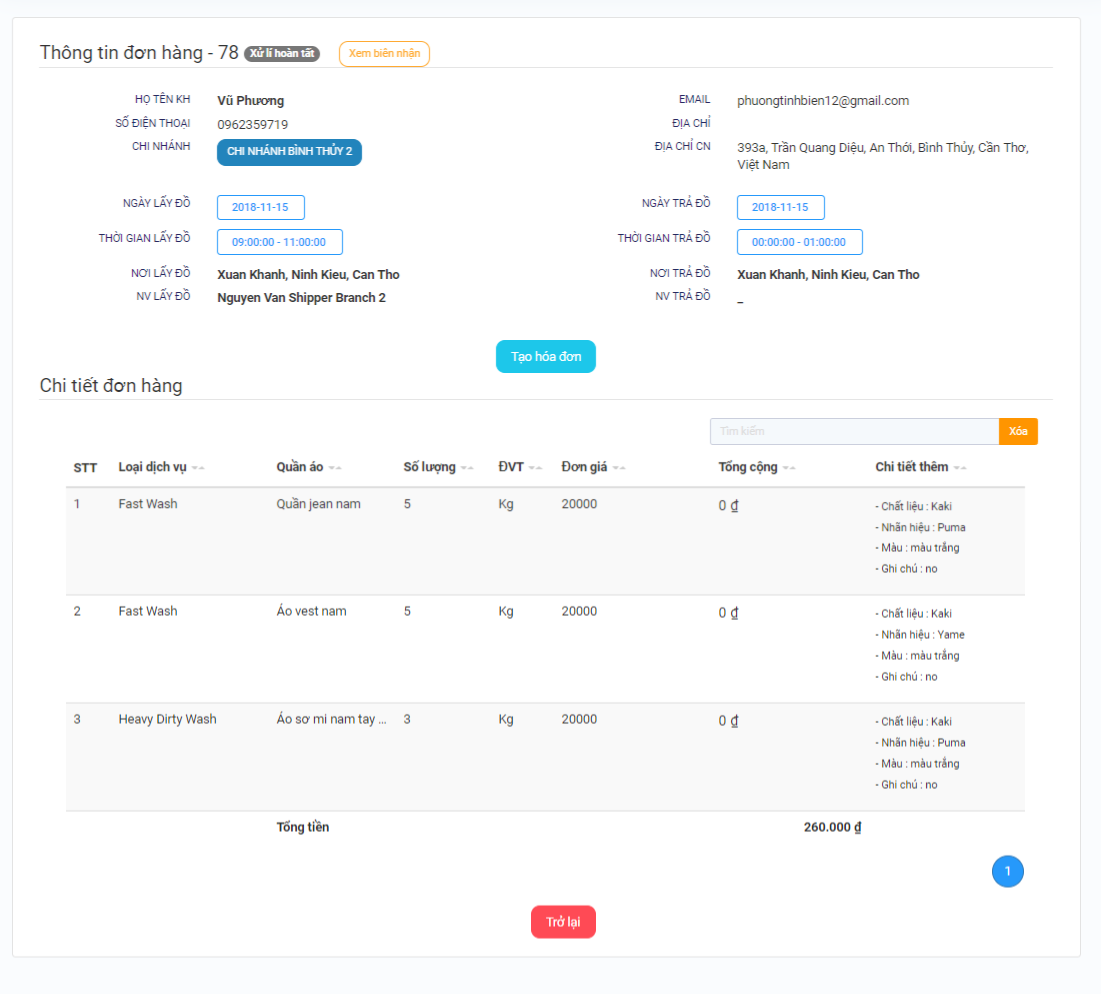 Thông tin đơn hàng - 78 Xử lí hoàn tất Xem biên nhận
HỌ TÊN KH Vũ Phương EMAIL phuongtinhbien12@gmail.com
SỐ ĐIỆN THOẠI 0962359719 ĐỊA CHỈ
CHI NHÁNH CHI NHÁNH BÌNH THỦY 2 ĐỊA CHỈ CN 393a, Trần Quang Diệu, An Thới, Bình Thủy, Cần Thơ,
Việt Nam
NGÀY LẤY ĐỒ 2018-11-15 NGÀY TRẢ ĐỒ 2018-11-15
THỜI GIAN LẤY ĐỒ 09:00:00 - 11:00:00 THỜI GIAN TRẢ ĐỒ 00:00:00 - 01:00:00
NƠI LẤY ĐỒ Xuan Khanh, Ninh Kieu, Can Tho NƠI TRẢ ĐỒ Xuan Khanh, Ninh Kieu, Can Tho
NV LẤY ĐỒ Nguyen Van Shipper Branch 2 NV TRẢ ĐỒ _
Tạo hóa đơn
Chi tiết đơn hàng
Tìm kiếm Xóa
STT Loại dịch vụ Quần áo Số lượng ĐVT Đơn giá Tổng cộng Chi tiết thêm
1 Fast Wash Quần jean nam 5 Kg 20000 0 ₫ - Chất liệu : Kaki
- Nhãn hiệu : Puma
- Màu : màu trắng
- Ghi chú : no
2 Fast Wash Áo vest nam 5 Kg 20000 0 ₫ - Chất liệu : Kaki
- Nhãn hiệu : Yame
- Màu : màu trắng
- Ghi chú : no
3 Heavy Dirty Wash Áo sơ mi nam tay ... 3 Kg 20000 0 ₫ - Chất liệu : Kaki
- Nhãn hiệu : Puma
- Màu : màu trắng
- Ghi chú : no
Tổng tiền 260.000 ₫
1
Trở lại